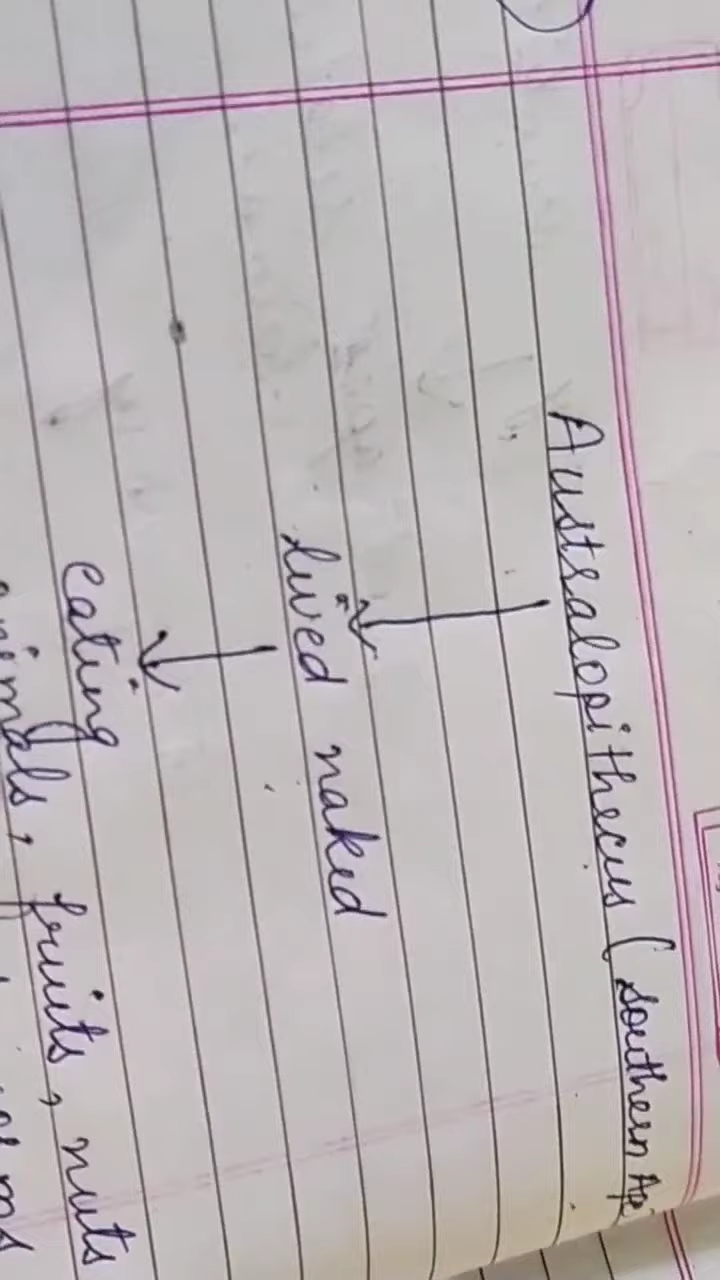 Australopithecus (Southern Ape
↓
lived naked
↓
eating fruits, nuts
animals,